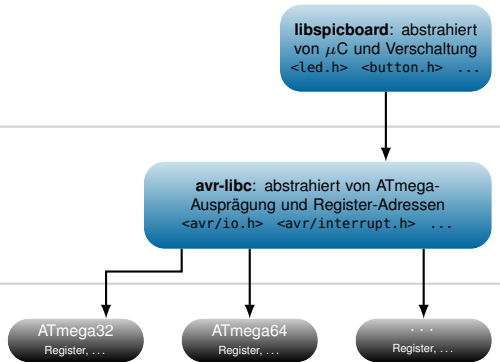 libspicboard: abstrahiert
von μC und Verschaltung
<led.h> <button.h> ...
avr-libc: abstrahiert von ATmega-
Ausprägung und Register-Adressen
<avr/io.h> <avr/interrupt.h> ...
ATmega32
Register, ...
ATmega64
Register, ...
...
Register, ...